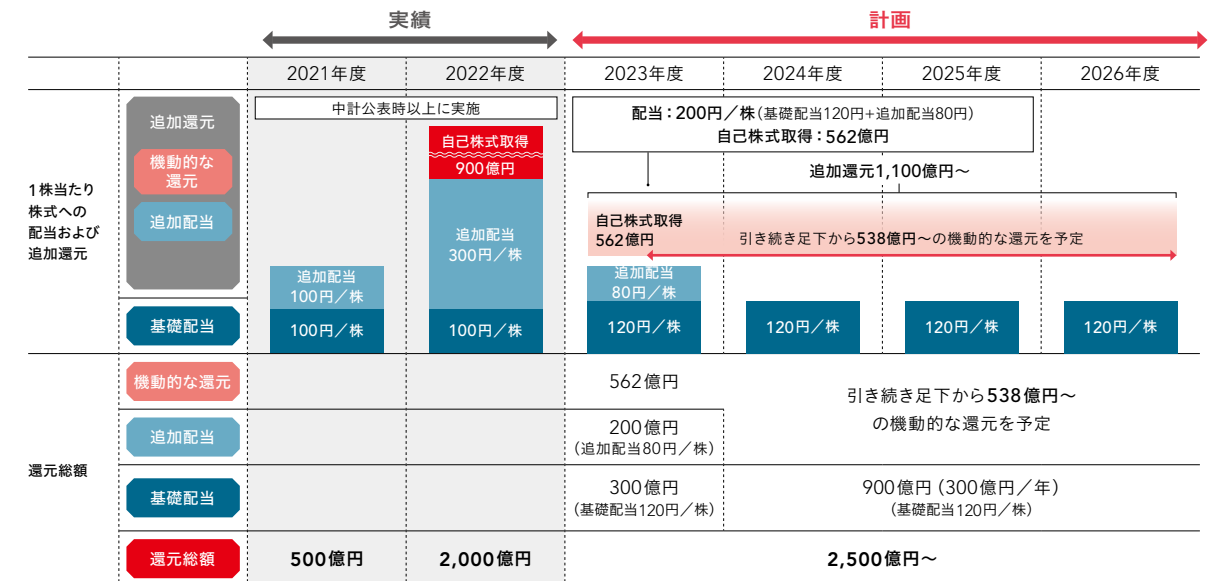 実績
計画
2021年度
2022年度
2023年度
2024年度
2025年度
2026年度
1株当たり
株式への
配当および
追加還元
追加還元
機動的な
還元
追加配当
基礎配当
中計公表時以上に実施
追加配当
100円／株
100円／株
自己株式取得
900億円
追加配当
300円／株
100円／株
配当：200円／株（基礎配当120円+追加配当80円）
自己株式取得：562億円
追加還元1,100億円～
自己株式取得
562億円
引き続き足下から538億円～の機動的な還元を予定
追加配当
80円／株
120円／株
120円／株
120円／株
120円／株
還元総額
機動的な還元
562億円
引き続き足下から538億円～
の機動的な還元を予定
追加配当
200億円
（追加配当80円／株）
基礎配当
300億円
（基礎配当120円／株）
900億円（300億円／年）
（基礎配当120円／株）
還元総額
500億円
2,000億円
2,500億円～